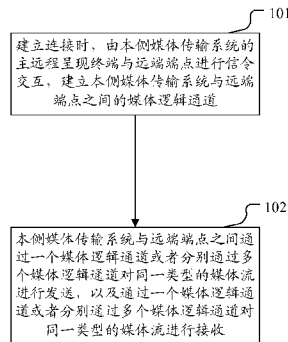 101
建立连接时，由本侧媒体传输系统的
主远程呈现终端与远端端点进行信令
交互，建立本侧媒体传输系统与远端
端点之间的媒体逻辑通道
102
本侧媒体传输系统与远端端点之间通
过一个媒体逻辑通道或者分别通过多
个媒体逻辑通道对同一类型的媒体流
进行发送，以及通过一个媒体逻辑通
道或者分别通过多个媒体逻辑通道对
同一类型的媒体流进行接收